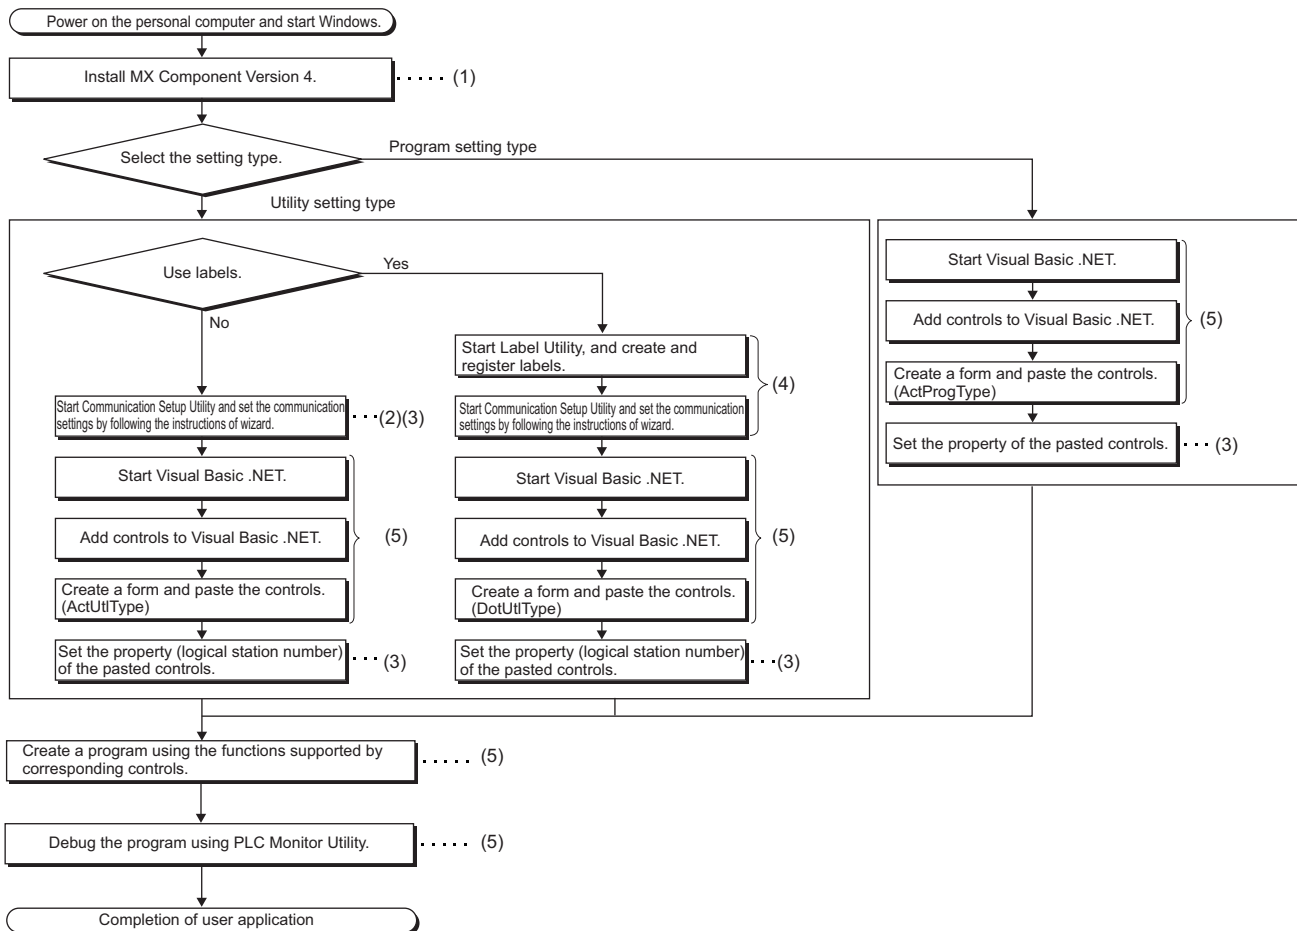 Power on the personal computer and start Windows.
Install MX Component Version 4.
· · · · · (1)
Select the setting type.
Program setting type
Utility setting type
Use labels.
Yes
No
Start Communication Setup Utility and set the communication
settings by following the instructions of wizard.
· · · (2)(3)
Start Visual Basic .NET.
Add controls to Visual Basic .NET.
Create a form and paste the controls.
(ActUtlType)
(5)
Set the property (logical station number)
of the pasted controls.
· · · (3)
Start Label Utility, and create and
register labels.
Start Communication Setup Utility and set the communication
settings by following the instructions of wizard.
(4)
Start Visual Basic .NET.
Add controls to Visual Basic .NET.
Create a form and paste the controls.
(DotUtlType)
(5)
Set the property (logical station number)
of the pasted controls.
· · · (3)
Start Visual Basic .NET.
Add controls to Visual Basic .NET.
Create a form and paste the controls.
(ActProgType)
(5)
Set the property of the pasted controls.
· · · (3)
Create a program using the functions supported by
corresponding controls.
· · · · · (5)
Debug the program using PLC Monitor Utility.
· · · · · (5)
Completion of user application